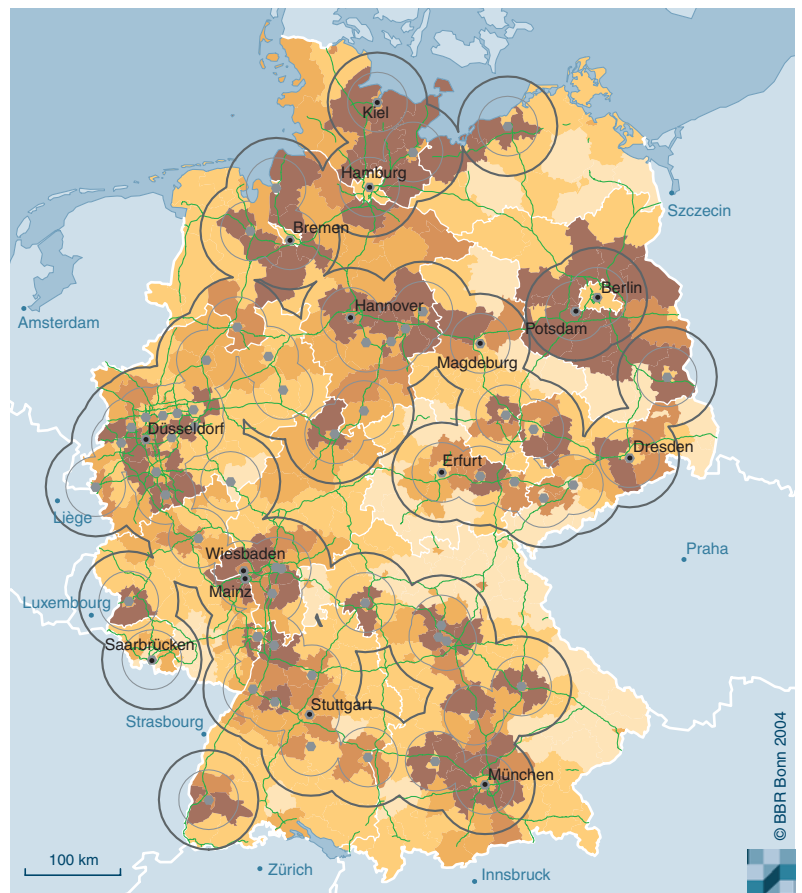 Kiel
Hamburg
Szczecin
Bremen
Berlin
Hannover
Amsterdam
Potsdam
Magdeburg
Düsseldorf
Dresden
Erfurt
Liège
Wiesbaden
Praha
Mainz
Luxembourg
Saarbrücken
Stuttgart
Strasbourg
München
© BBR Bonn 2004
100 km
Zürich
Innsbruck